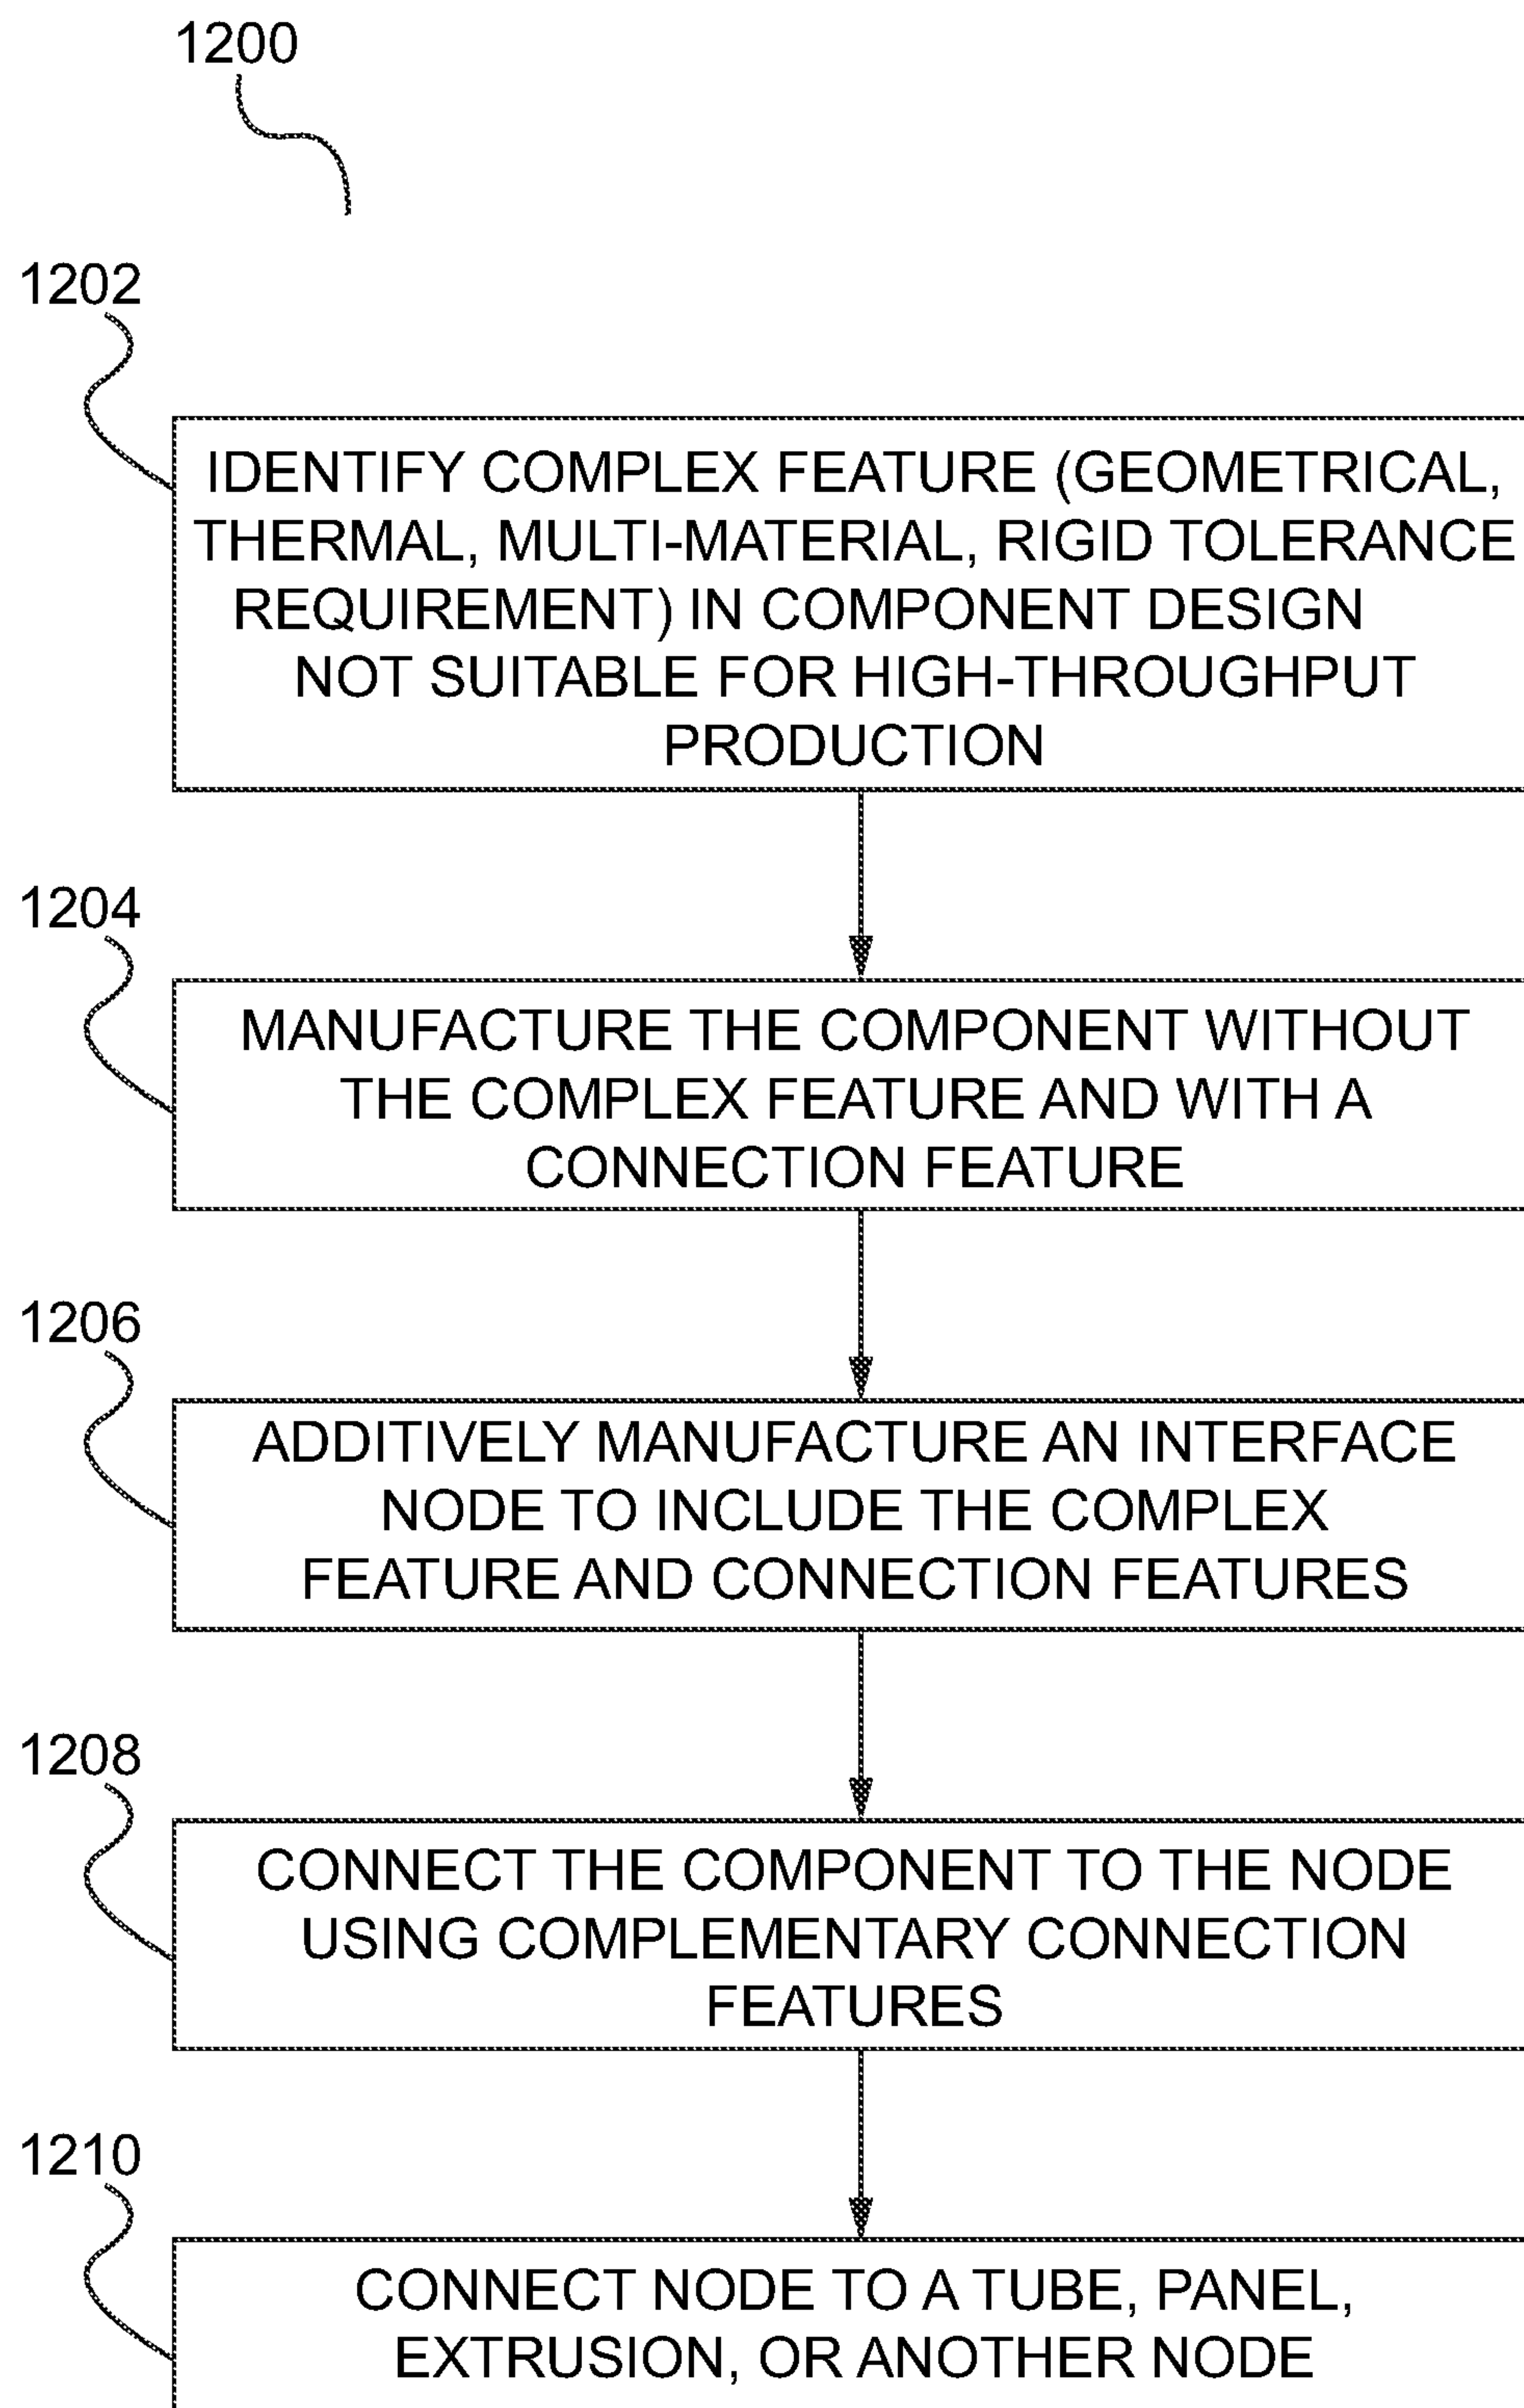 1200
1202
IDENTIFY COMPLEX FEATURE (GEOMETRICAL,
THERMAL, MULTI-MATERIAL, RIGID TOLERANCE
REQUIREMENT) IN COMPONENT DESIGN
NOT SUITABLE FOR HIGH-THROUGHPUT
PRODUCTION
1204
MANUFACTURE THE COMPONENT WITHOUT
THE COMPLEX FEATURE AND WITH A
CONNECTION FEATURE
1206
ADDITIVELY MANUFACTURE AN INTERFACE
NODE TO INCLUDE THE COMPLEX
FEATURE AND CONNECTION FEATURES
1208
CONNECT THE COMPONENT TO THE NODE
USING COMPLEMENTARY CONNECTION
FEATURES
1210
CONNECT NODE TO A TUBE, PANEL,
EXTRUSION, OR ANOTHER NODE